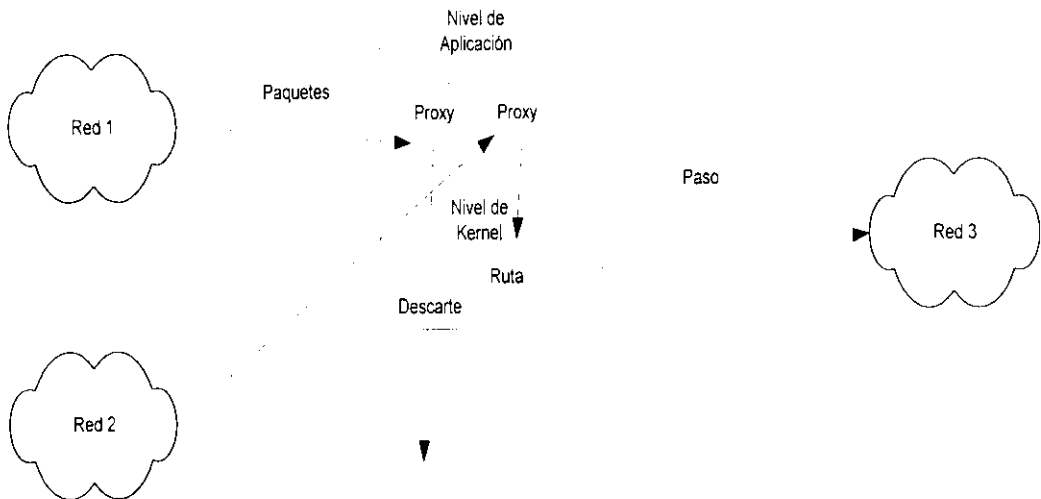 Nivel de
Aplicación
Paquetes
Proxy
Proxy
Red 1
Paso
Nivel de
Kernel
Red 3
Ruta
Descarte
Red 2